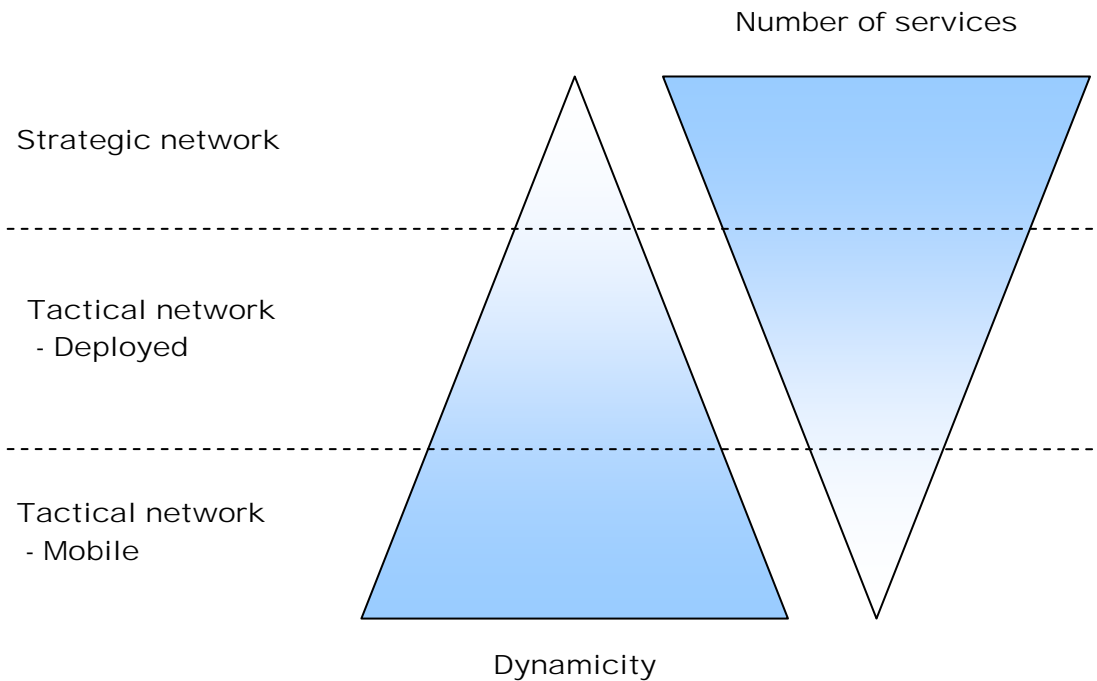 Number of services
Strategic network
Tactical network
- Deployed
Tactical network
- Mobile
Dynamicity